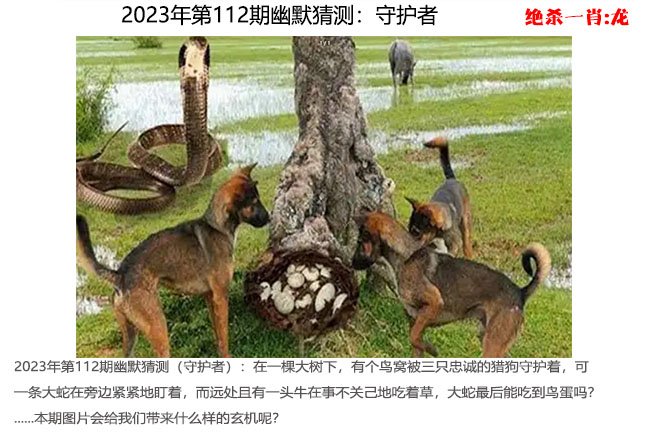 2023年第112期幽默猜测：守护者
绝杀一肖:龙
2023年第112期幽默猜测（守护者）：在一棵大树下，有个鸟窝被三只忠诚的猎狗守护着，可
一条大蛇在旁边紧紧地盯着，而远处且有一头牛在事不关己地吃着草，大蛇最后能吃到鸟蛋吗?
......本期图片会给我们带来什么样的玄机呢?